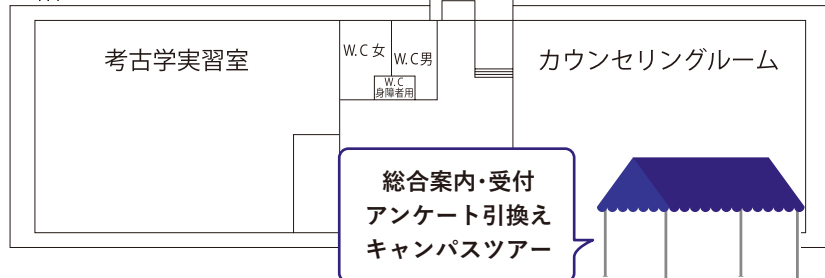 考古学実習室
W.C 女
W.C 男
W.C
身障者用
カウンセリングルーム
総合案内・受付
アンケート引換え
キャンパスツアー